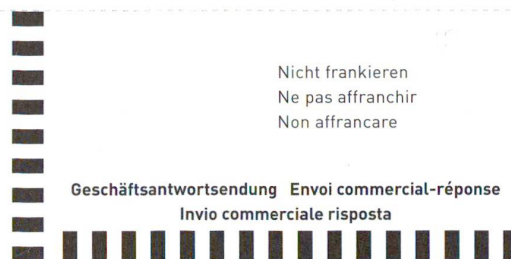 Nicht frankieren
Ne pas affranchir
Non affrancare
Geschäftsantwortsendung Envoi commercial-réponse
Invio commerciale risposta